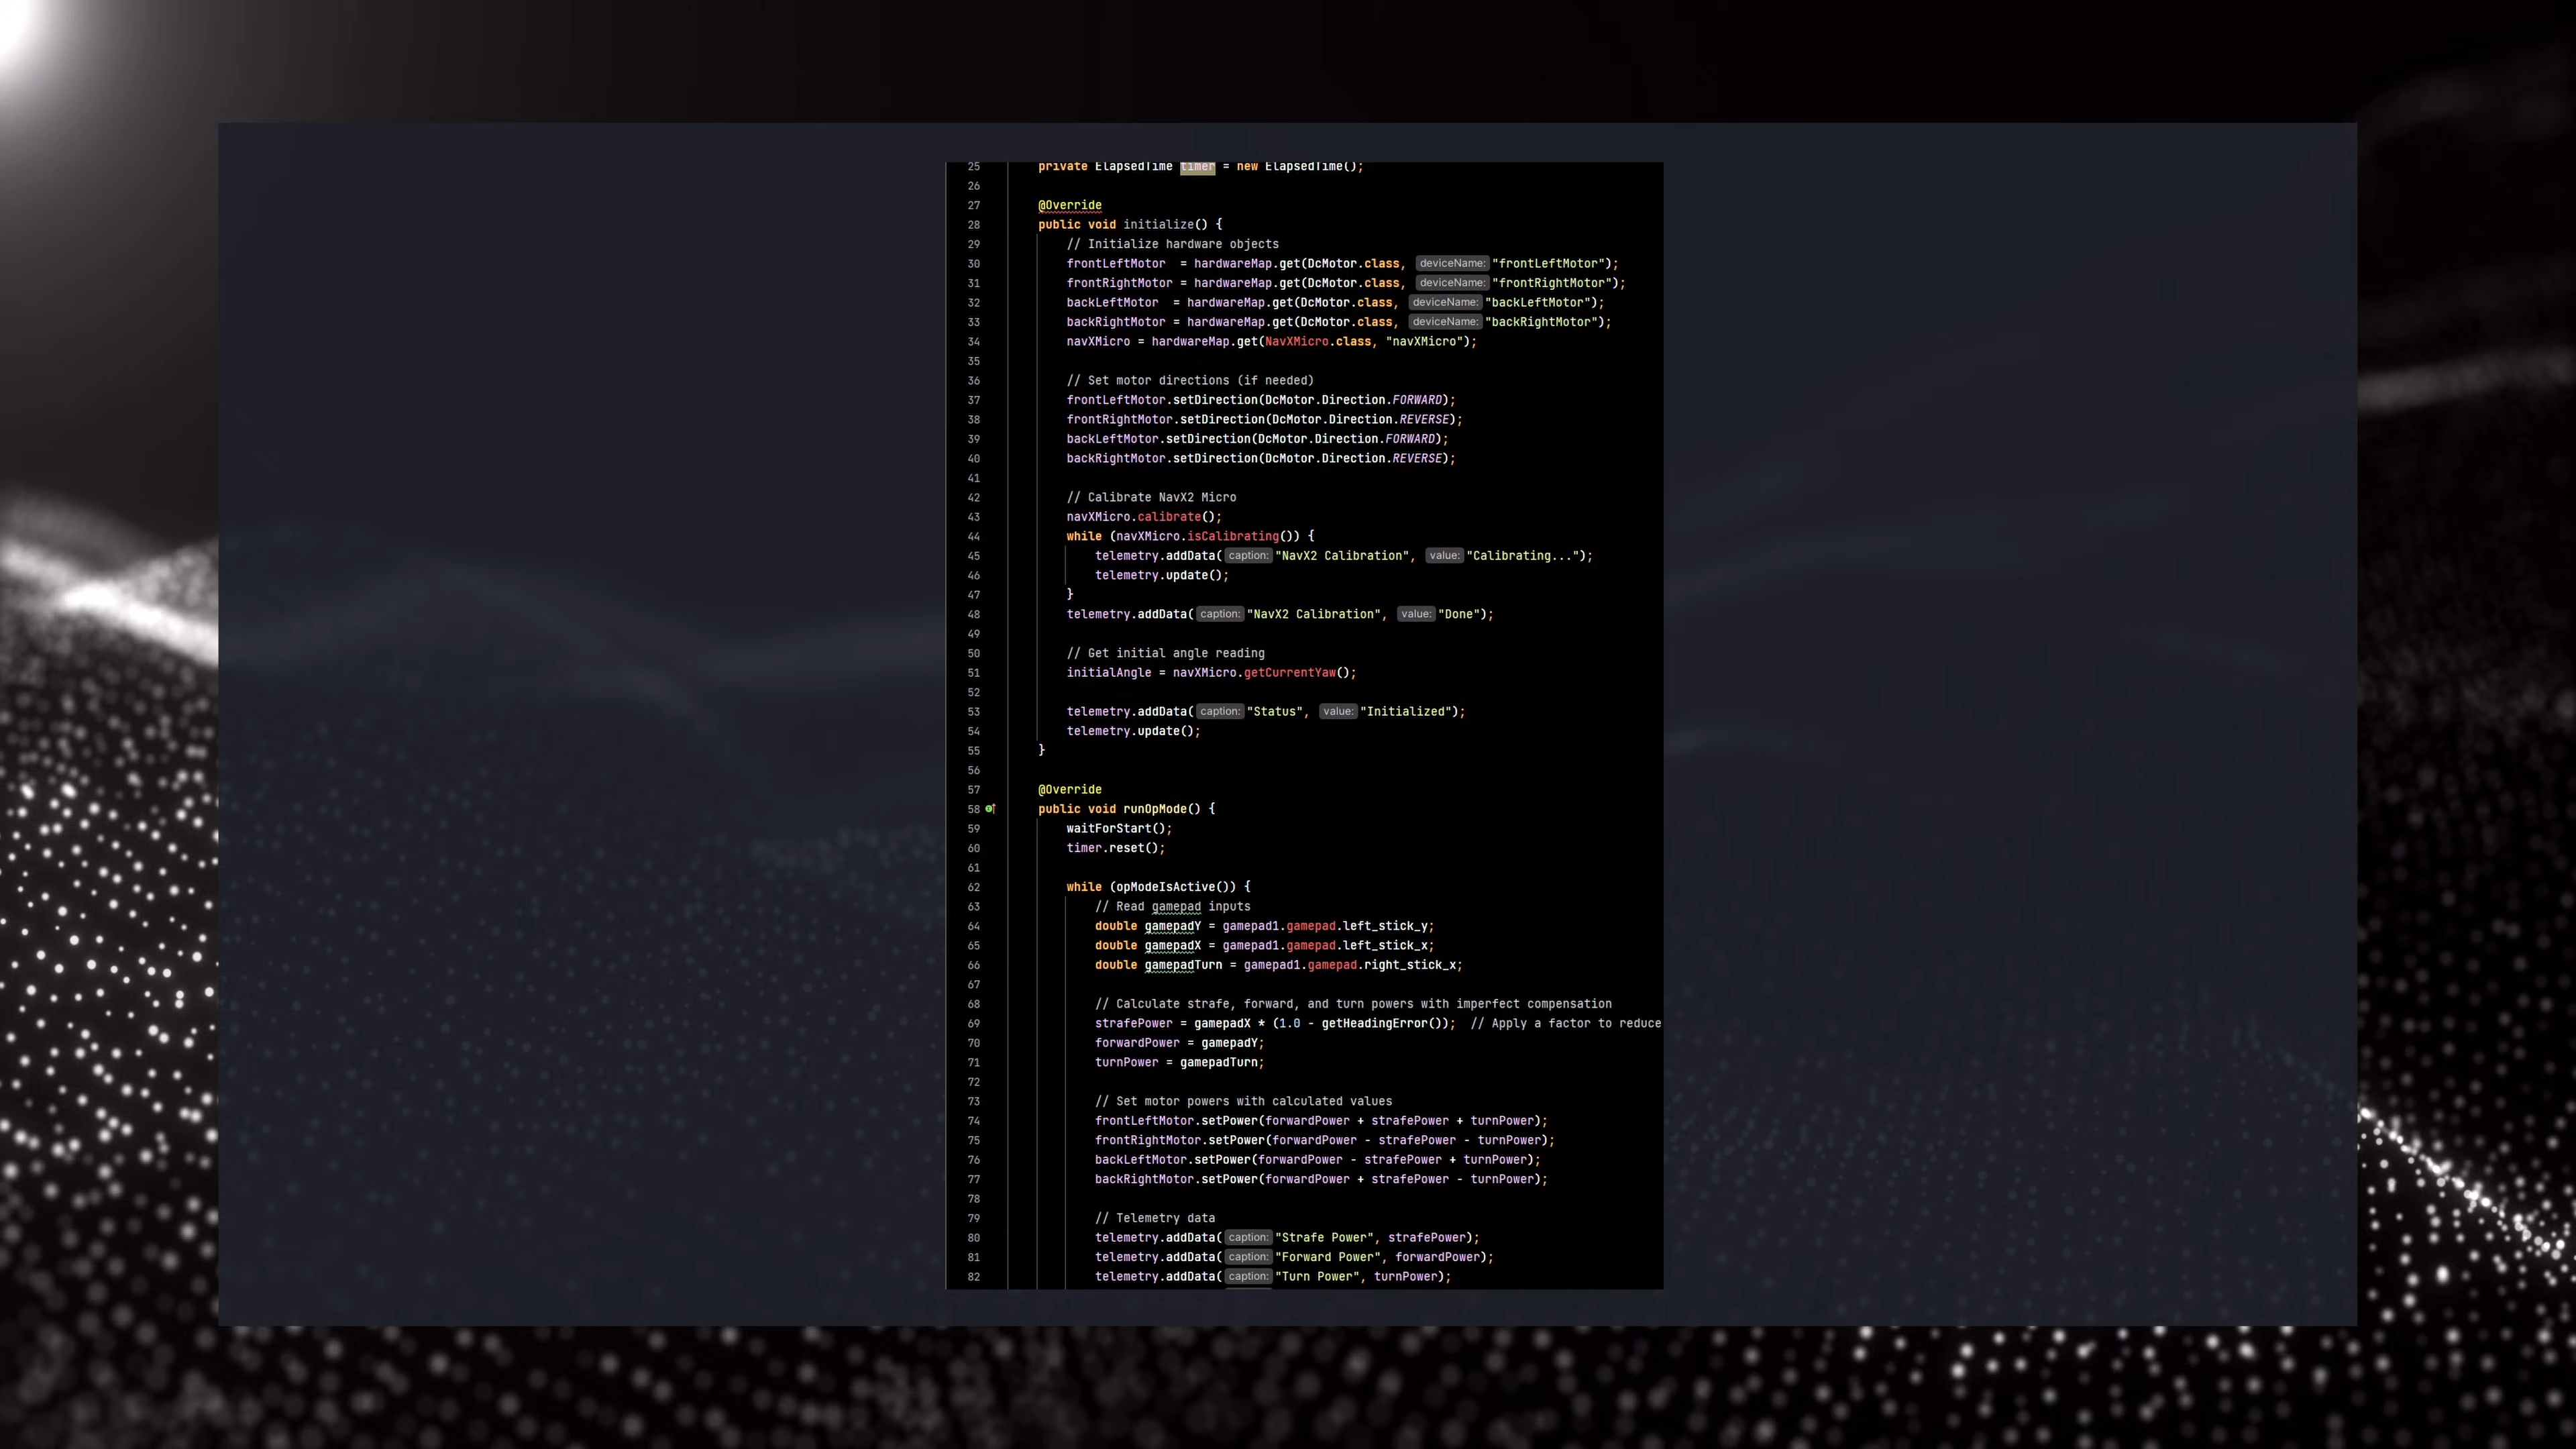 25 private ElapsedTime timer = new ElapsedTime();
26
27 @Override
28 public void initialize() {
29 // Initialize hardware objects
30 frontLeftMotor  = hardwareMap.get(DcMotor.class, deviceName: "frontLeftMotor");
31 frontRightMotor = hardwareMap.get(DcMotor.class, deviceName: "frontRightMotor");
32 backLeftMotor  = hardwareMap.get(DcMotor.class, deviceName: "backLeftMotor");
33 backRightMotor = hardwareMap.get(DcMotor.class, deviceName: "backRightMotor");
34 navXMicro = hardwareMap.get(NavXMicro.class, "navXMicro");
35
36 // Set motor directions (if needed)
37 frontLeftMotor.setDirection(DcMotor.Direction.FORWARD);
38 frontRightMotor.setDirection(DcMotor.Direction.REVERSE);
39 backLeftMotor.setDirection(DcMotor.Direction.FORWARD);
40 backRightMotor.setDirection(DcMotor.Direction.REVERSE);
41
42 // Calibrate NavX2 Micro
43 navXMicro.calibrate();
44 while (navXMicro.isCalibrating()) {
45 telemetry.addData( caption: "NavX2 Calibration", value: "Calibrating...");
46 telemetry.update();
47 }
48 telemetry.addData( caption: "NavX2 Calibration", value: "Done");
49
50 // Get initial angle reading
51 initialAngle = navXMicro.getCurrentYaw();
52
53 telemetry.addData( caption: "Status", value: "Initialized");
54 telemetry.update();
55 }
56
57 @Override
58 public void runOpMode() {
59 waitForStart();
60 timer.reset();
61
62 while (opModeIsActive()) {
63 // Read gamepad inputs
64 double gamepadY = gamepad1.gamepad.left_stick_y;
65 double gamepadX = gamepad1.gamepad.left_stick_x;
66 double gamepadTurn = gamepad1.gamepad.right_stick_x;
67
68 // Calculate strafe, forward, and turn powers with imperfect compensation
69 strafePower = gamepadX * (1.0 - getHeadingError());  // Apply a factor to reduce
70 forwardPower = gamepadY;
71 turnPower = gamepadTurn;
72
73 // Set motor powers with calculated values
74 frontLeftMotor.setPower(forwardPower + strafePower + turnPower);
75 frontRightMotor.setPower(forwardPower - strafePower - turnPower);
76 backLeftMotor.setPower(forwardPower - strafePower + turnPower);
77 backRightMotor.setPower(forwardPower + strafePower - turnPower);
78
79 // Telemetry data
80 telemetry.addData( caption: "Strafe Power", strafePower);
81 telemetry.addData( caption: "Forward Power", forwardPower);
82 telemetry.addData( caption: "Turn Power", turnPower);